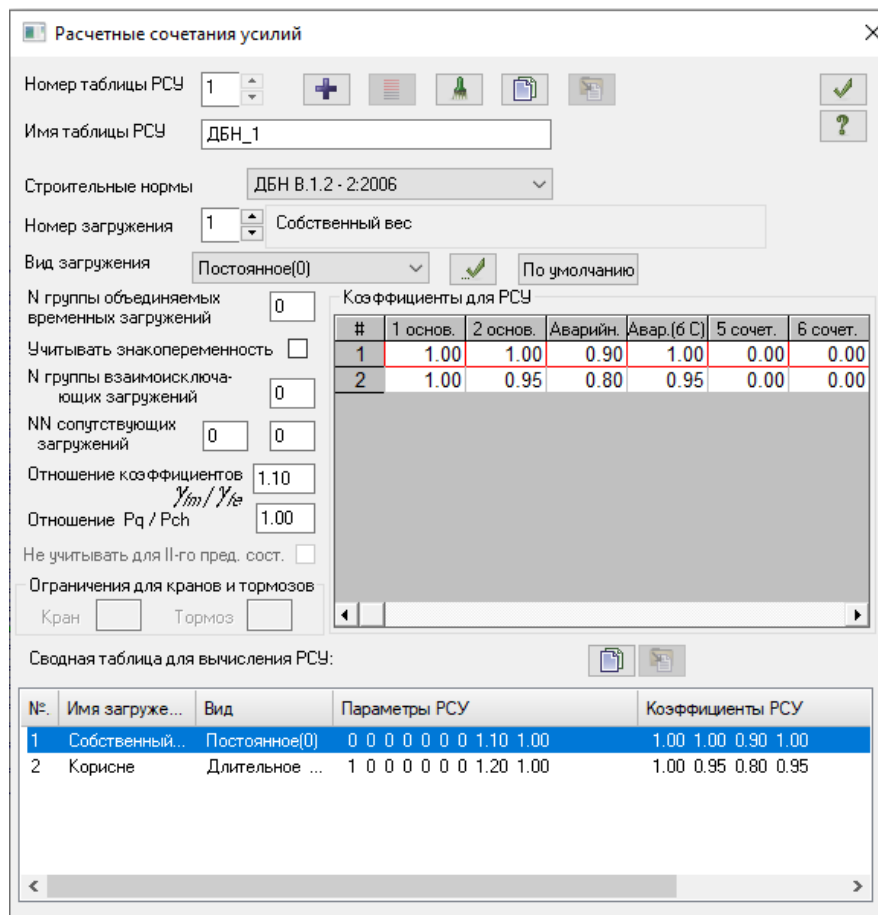 Расчетные сочетания усилий
Номер таблицы РСУ 1
Имя таблицы РСУ ДБН_1
Строительные нормы ДБН В.1.2 - 2:2006
Номер загружения 1 Собственный вес
Вид загружения Постоянное(0) По умолчанию
N группы объединяемых
временных загружений 0
Учитывать знакопеременность
N группы взаимоисключа-
ющих загружений 0
NN сопутствующих
загружений 0 0
Отношение коэффициентов 1.10
γfm / γfe
Отношение Pq / Pch 1.00
Не учитывать для II-го пред. сост.
Ограничения для кранов и тормозов
Кран Тормоз
Коэффициенты для РСУ
# 1 основ. 2 основ. Аварийн. Авар.(б С) 5 сочет. 6 сочет.
1 1.00 1.00 0.90 1.00 0.00 0.00
2 1.00 0.95 0.80 0.95 0.00 0.00
Сводная таблица для вычисления РСУ:
№. Имя загруже... Вид Параметры РСУ Коэффициенты РСУ
1 Собственный... Постоянное(0) 0 0 0 0 0 0 0 1.10 1.00 1.00 1.00 0.90 1.00
2 Корисне Длительное ... 1 0 0 0 0 0 0 1.20 1.00 1.00 0.95 0.80 0.95